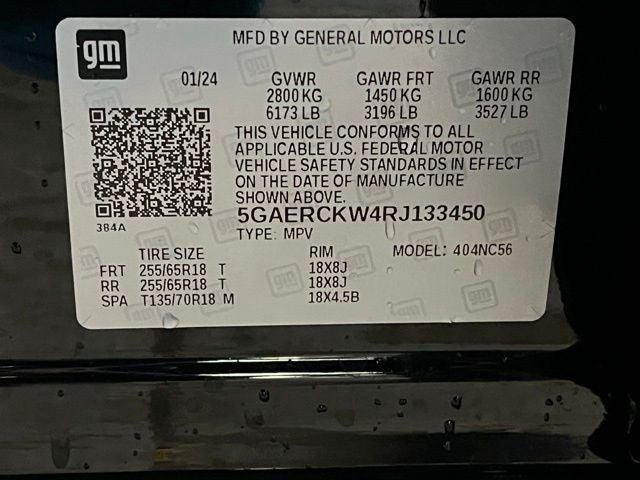 gm
MFD BY GENERAL MOTORS LLC
01/24 GVWR GAWR FRT GAWR RR
2800 KG 1450 KG 1600 KG
6173 LB 3196 LB 3527 LB
THIS VEHICLE CONFORMS TO ALL
APPLICABLE U.S. FEDERAL MOTOR
VEHICLE SAFETY STANDARDS IN EFFECT
ON THE DATE OF MANUFACTURE
SHOWN ABOVE.
5GAERCKW4RJ133450
384A
TYPE: MPV
TIRE SIZE RIM MODEL: 404NC56
FRT 255/65R18 T 18X8J
RR 255/65R18 T 18X8J
SPA T135/70R18 M 18X4.5B